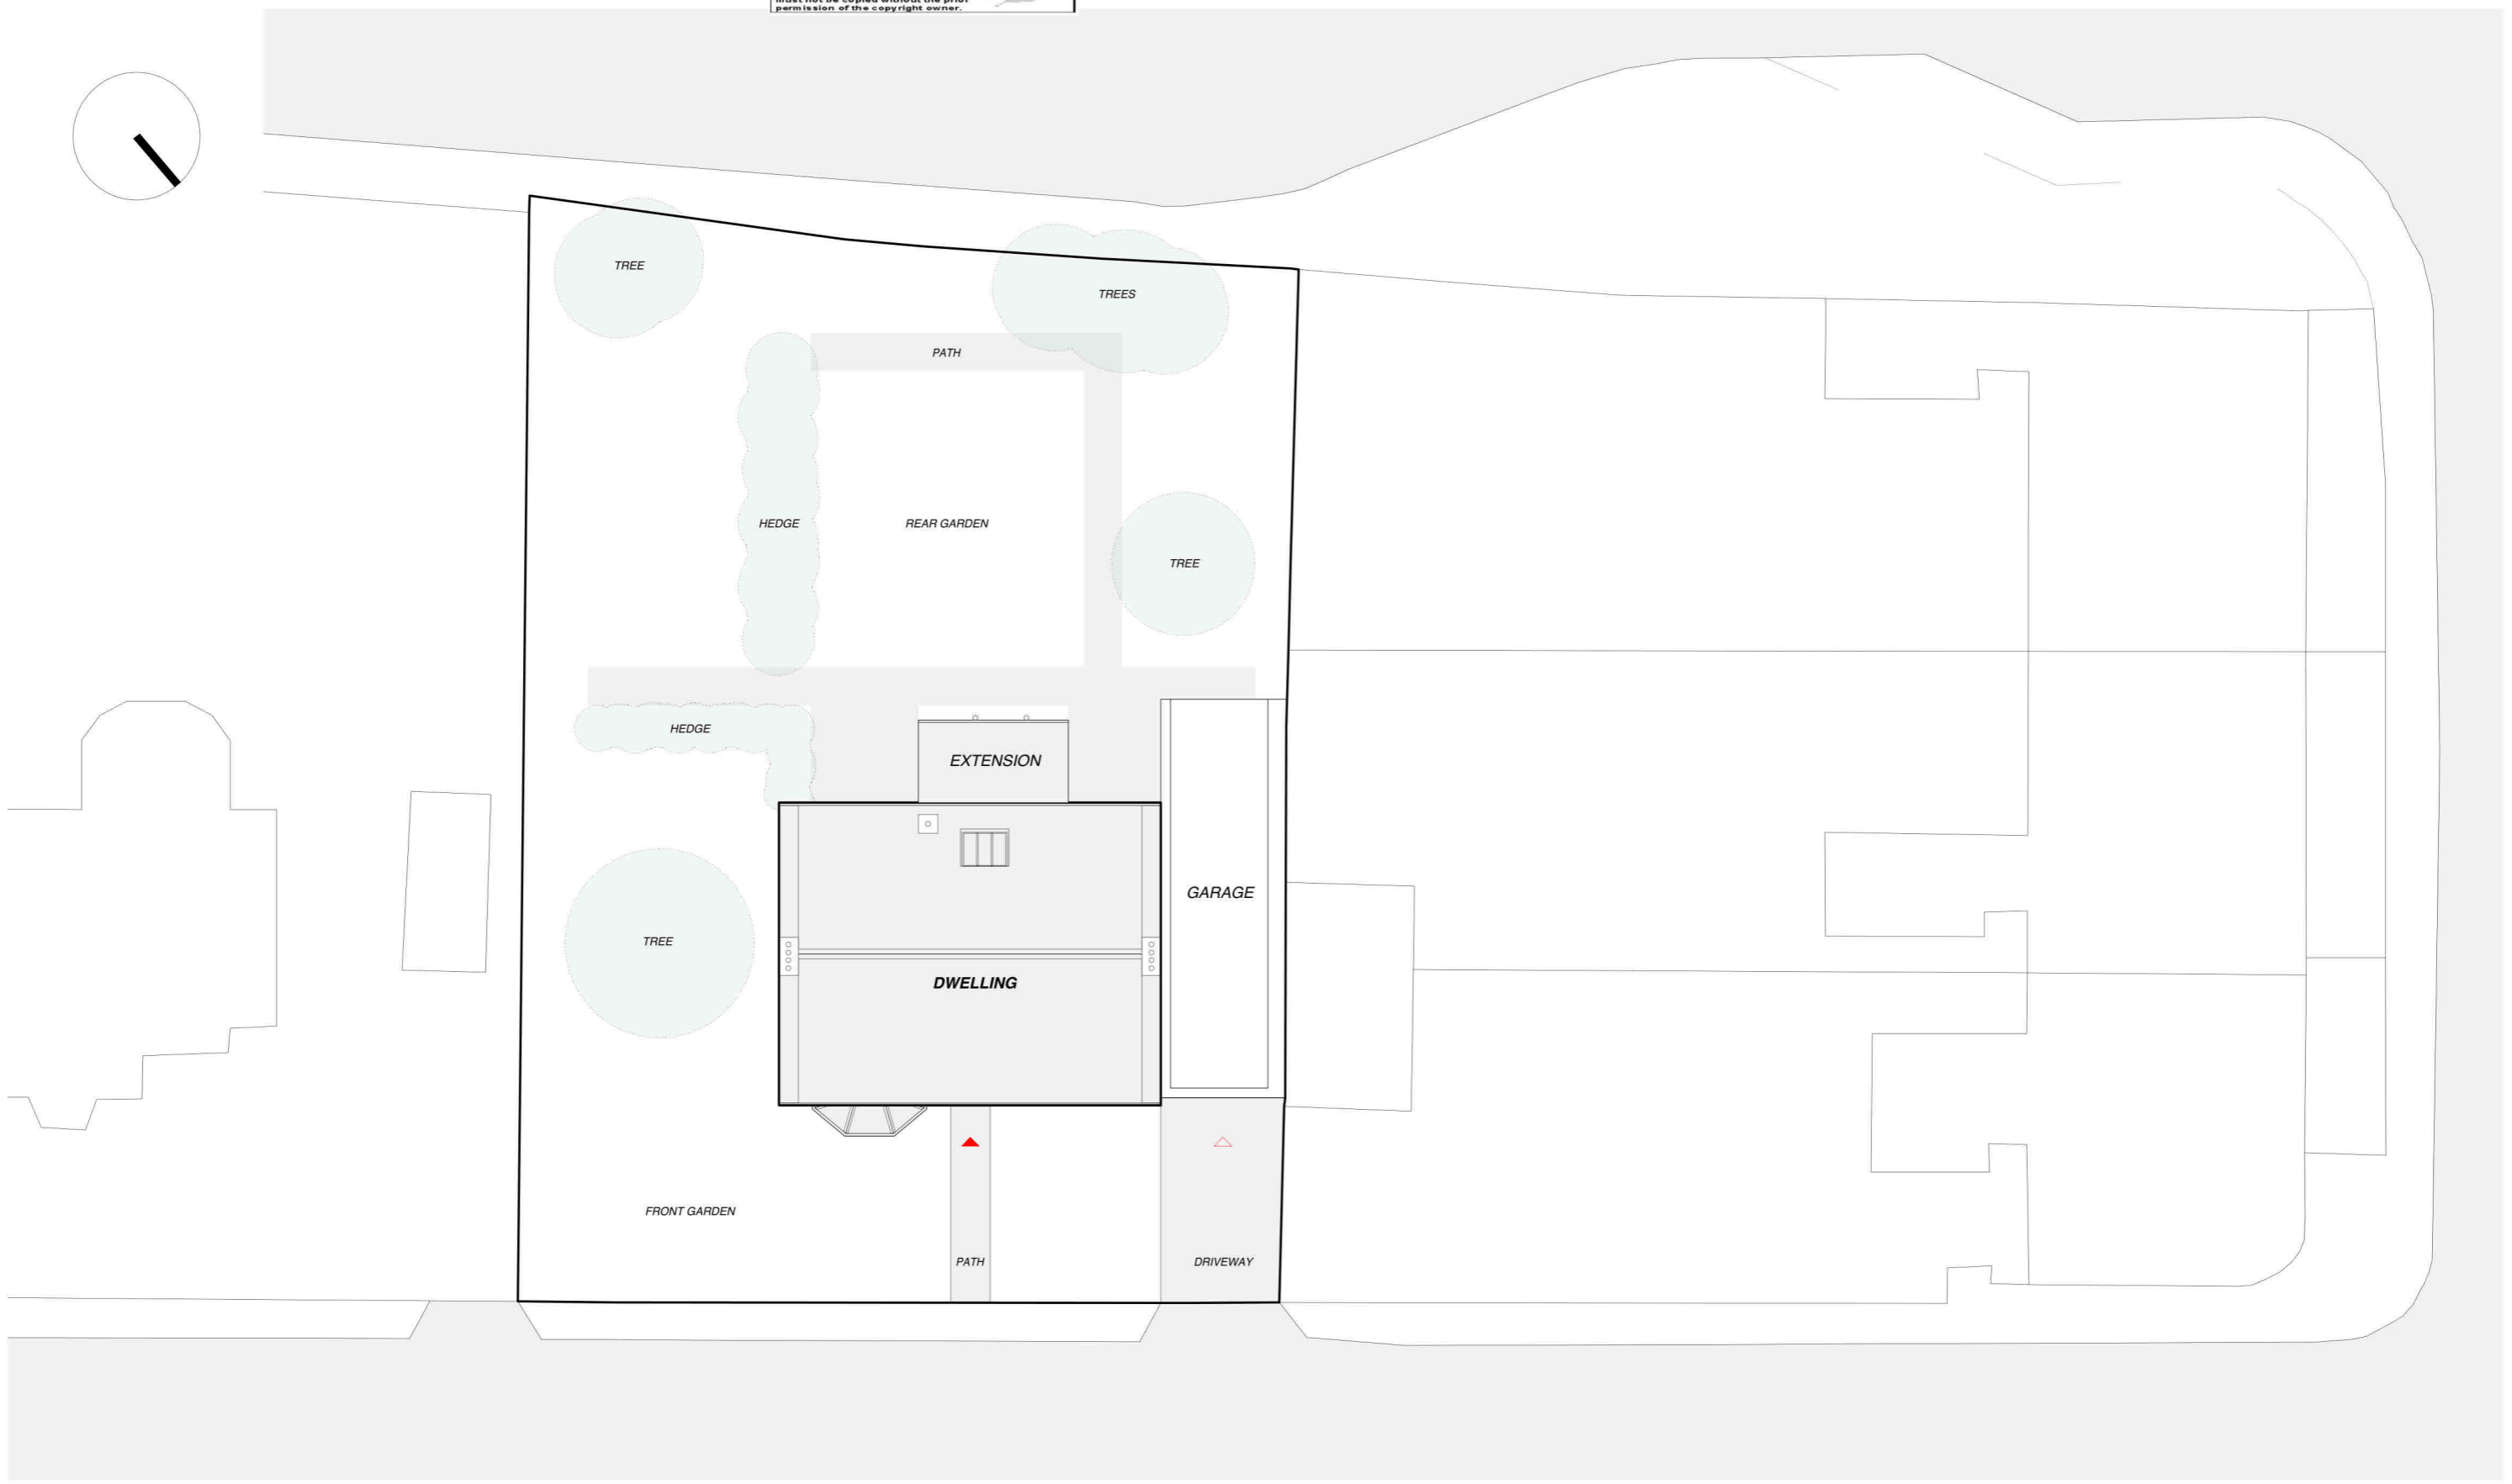 must not be copied without the prior
permission of the copyright owner.
TREE
TREES
PATH
HEDGE
REAR GARDEN
TREE
HEDGE
EXTENSION
GARAGE
TREE
DWELLING
FRONT GARDEN
PATH
DRIVEWAY